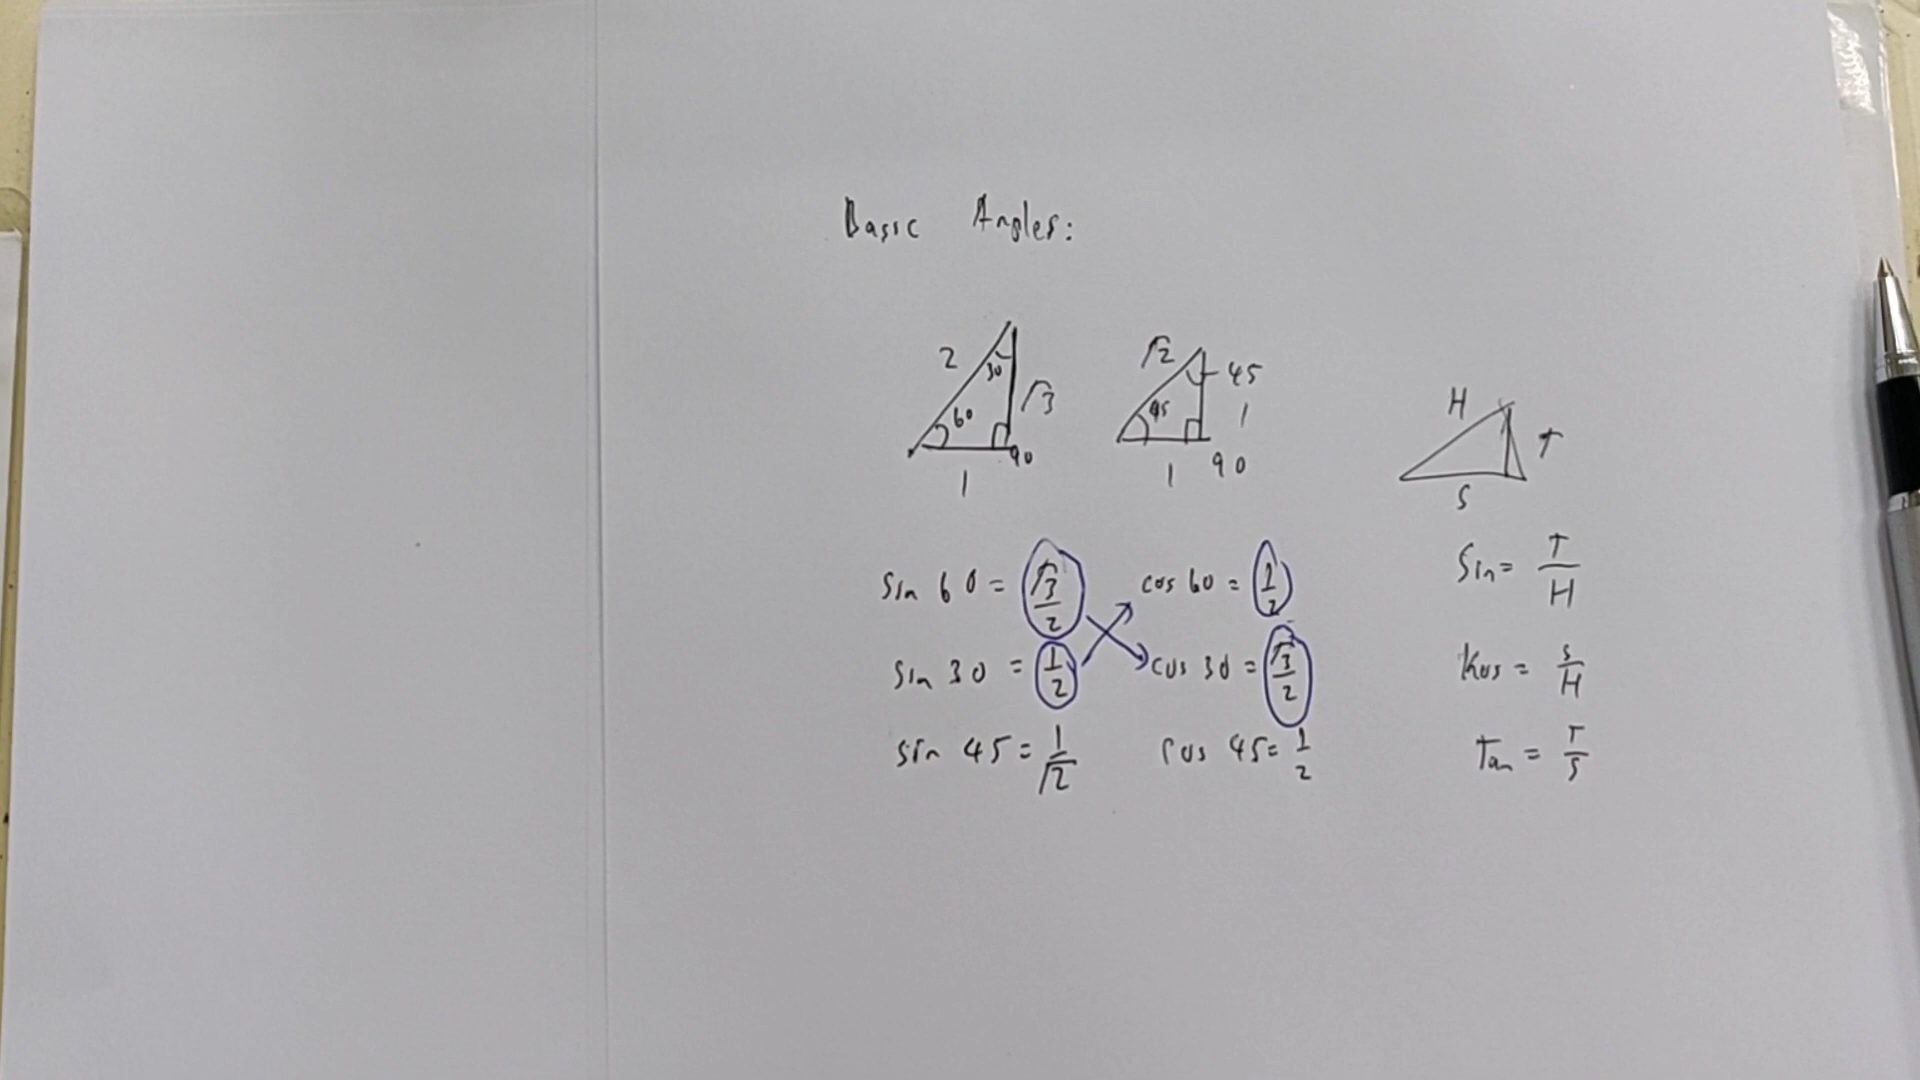 Basic Angles:
2 30 60 √3 90 1
√2 45 45 1 1 90
H T S
sin 60 = √3/2 cos 60 = 1/2 Sin = T/H
sin 30 = 1/2 cos 30 = √3/2 Kos = S/H
sin 45 = 1/√2 cos 45 = 1/2 Tan = T/S